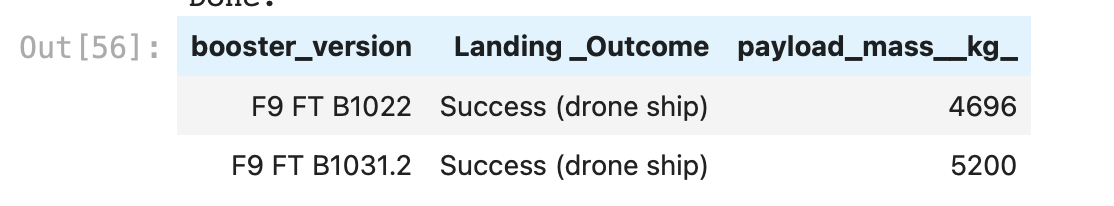 Done.
Out[56]: booster_version Landing _Outcome payload_mass__kg_
F9 FT B1022 Success (drone ship) 4696
F9 FT B1031.2 Success (drone ship) 5200